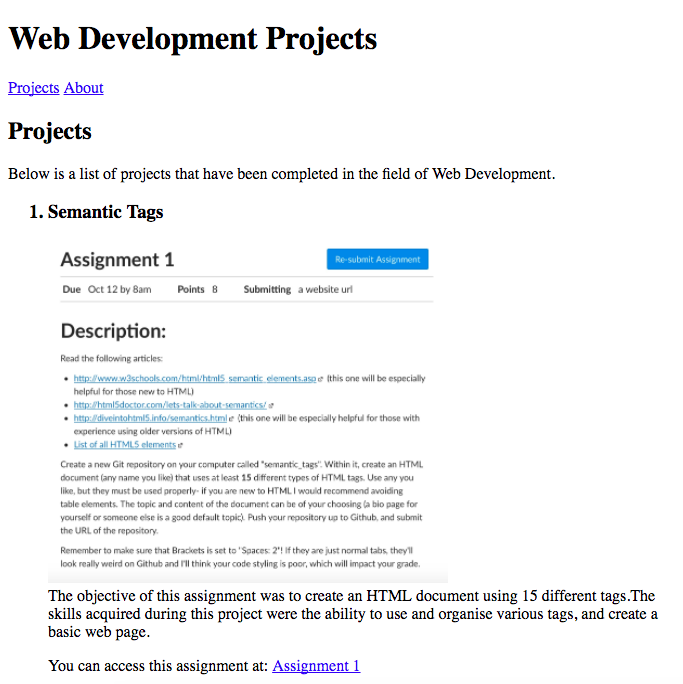 Web Development Projects
Projects About
Projects
Below is a list of projects that have been completed in the field of Web Development.
1. Semantic Tags
Assignment 1
Re-submit Assignment
Due Oct 12 by 8am Points 8 Submitting a website url
Description:
Read the following articles:
• http://www.w3schools.com/html/html5_semantic_elements.asp (this one will be especially
helpful for those new to HTML)
• http://html5doctor.com/lets-talk-about-semantics/
• http://diveintohtml5.info/semantics.html (this one will be especially helpful for those with
experience using older versions of HTML)
• List of all HTML5 elements
Create a new Git repository on your computer called "semantic_tags". Within it, create an HTML
document (any name you like) that uses at least 15 different types of HTML tags. Use any you
like, but they must be used properly- if you are new to HTML I would recommend avoiding
table elements. The topic and content of the document can be of your choosing (a bio page for
yourself or someone else is a good default topic). Push your repository up to Github, and submit
the URL of the repository.
Remember to make sure that Brackets is set to 'Spaces: 2'! If they are just normal tabs, they'll
look really weird on Github and I'll think your code styling is poor, which will impact your grade.
The objective of this assignment was to create an HTML document using 15 different tags.The
skills acquired during this project were the ability to use and organise various tags, and create a
basic web page.
You can access this assignment at: Assignment 1